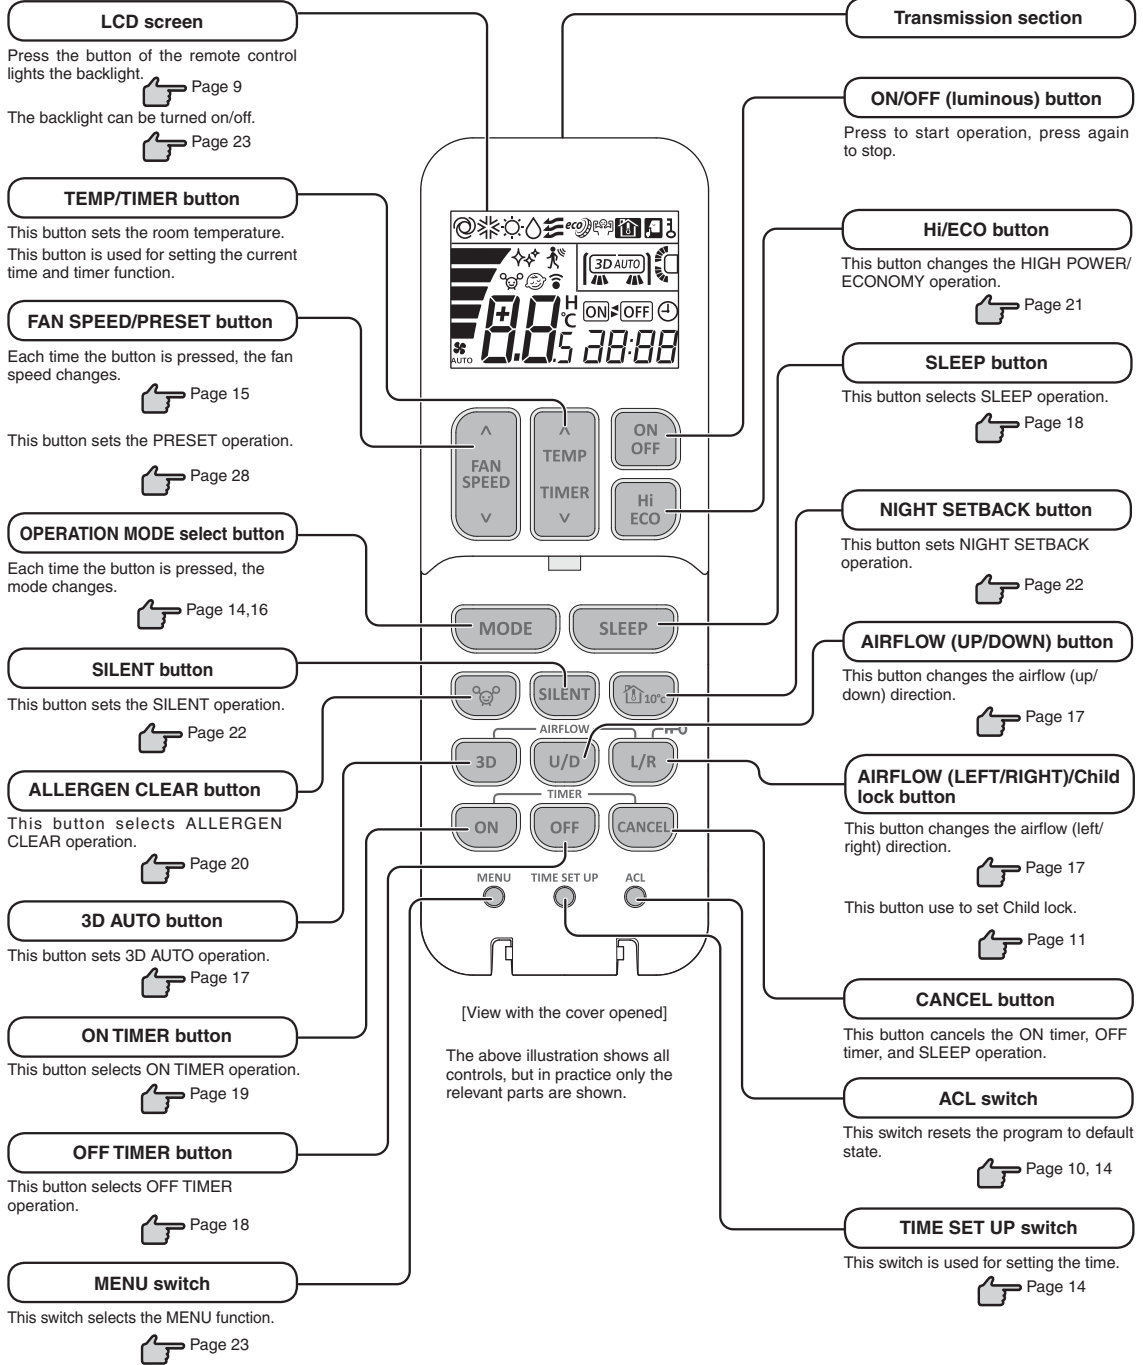 LCD screen
Press the button of the remote control
lights the backlight.
Page 9
The backlight can be turned on/off.
Page 23
TEMP/TIMER button
This button sets the room temperature.
This button is used for setting the current
time and timer function.
FAN SPEED/PRESET button
Each time the button is pressed, the fan
speed changes.
Page 15
This button sets the PRESET operation.
Page 28
OPERATION MODE select button
Each time the button is pressed, the
mode changes.
Page 14,16
SILENT button
This button sets the SILENT operation.
Page 22
ALLERGEN CLEAR button
This button selects ALLERGEN
CLEAR operation.
Page 20
3D AUTO button
This button sets 3D AUTO operation.
Page 17
ON TIMER button
This button selects ON TIMER operation.
Page 19
OFF TIMER button
This button selects OFF TIMER
operation.
Page 18
MENU switch
This switch selects the MENU function.
Page 23
eco
3D AUTO
H
°C
ON OFF
AUTO
8.8.5 28:88
FAN
SPEED
TEMP
TIMER
ON
OFF
Hi
ECO
MODE
SLEEP
SILENT
10°C
AIRFLOW
3D
U/D
L/R
TIMER
ON
OFF
CANCEL
MENU
TIME SET UP
ACL
[View with the cover opened]
The above illustration shows all
controls, but in practice only the
relevant parts are shown.
Transmission section
ON/OFF (luminous) button
Press to start operation, press again
to stop.
Hi/ECO button
This button changes the HIGH POWER/
ECONOMY operation.
Page 21
SLEEP button
This button selects SLEEP operation.
Page 18
NIGHT SETBACK button
This button sets NIGHT SETBACK
operation.
Page 22
AIRFLOW (UP/DOWN) button
This button changes the airflow (up/
down) direction.
Page 17
AIRFLOW (LEFT/RIGHT)/Child
lock button
This button changes the airflow (left/
right) direction.
Page 17
This button use to set Child lock.
Page 11
CANCEL button
This button cancels the ON timer, OFF
timer, and SLEEP operation.
ACL switch
This switch resets the program to default
state.
Page 10, 14
TIME SET UP switch
This switch is used for setting the time.
Page 14